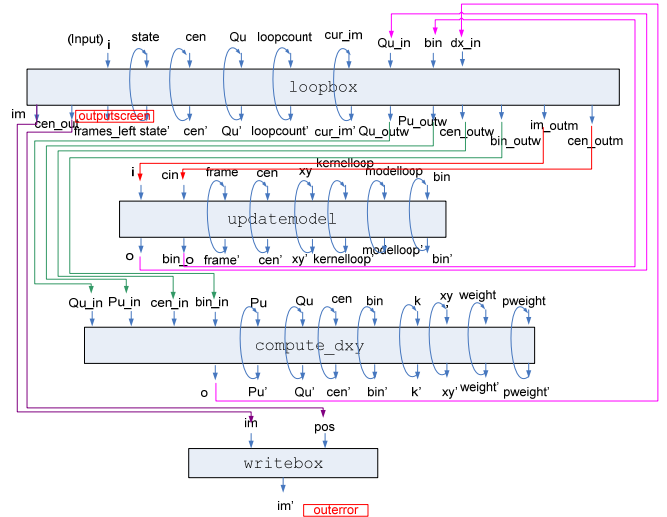 (Input) i state cen Qu loopcount cur_im Qu_in bin dx_in
loopbox
im cen_out outputscreen
frames_left state' cen' Qu' loopcount' cur_im' Qu_outw Pu_outw cen_outw bin_outw im_outm cen_outm
i cin frame cen xy kernelloop modelloop bin
updatemodel
o bin_o frame' cen' xy' kernelloop' modelloop' bin'
Qu_in Pu_in cen_in bin_in Pu Qu cen bin k xy weight pweight
compute_dxy
o Pu' Qu' cen' bin' k' xy' weight' pweight'
im pos
writebox
im' outerror